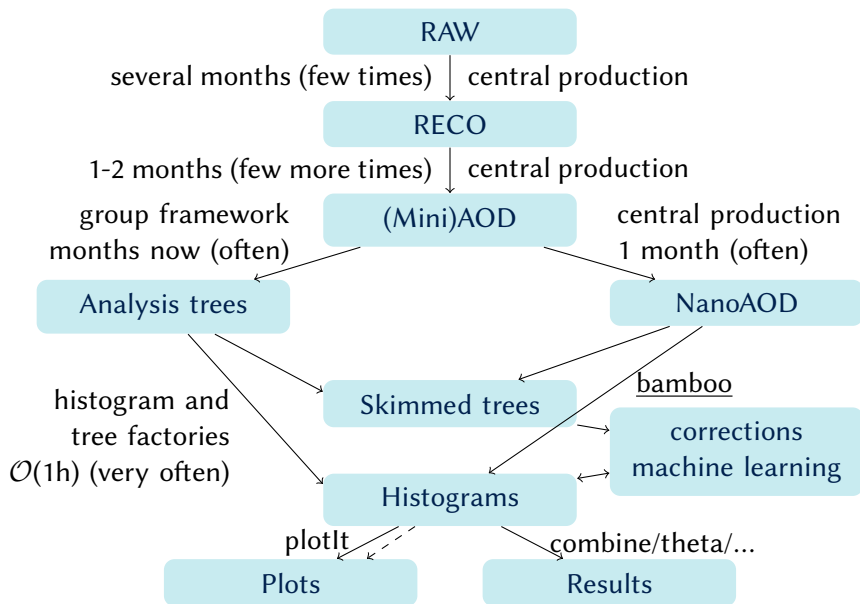 RAW
several months (few times)
central production
RECO
1-2 months (few more times)
central production
(Mini)AOD
group framework
months now (often)
central production
1 month (often)
Analysis trees
NanoAOD
bamboo
Skimmed trees
histogram and
tree factories
𝒪(1h) (very often)
corrections
machine learning
Histograms
plotIt
combine/theta/...
Plots
Results